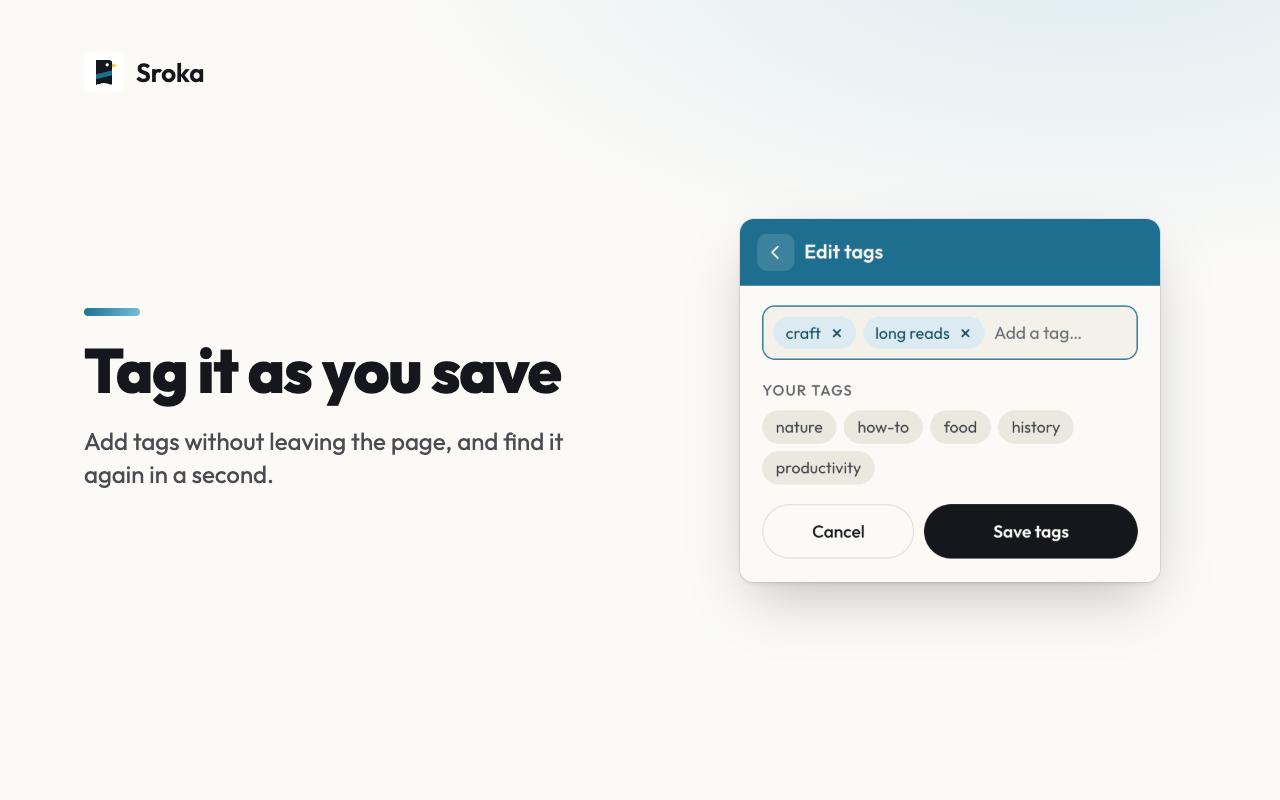 Sroka
Tag it as you save
Add tags without leaving the page, and find it
again in a second.
Edit tags
craft × long reads × Add a tag…
YOUR TAGS
nature how-to food history
productivity
Cancel Save tags